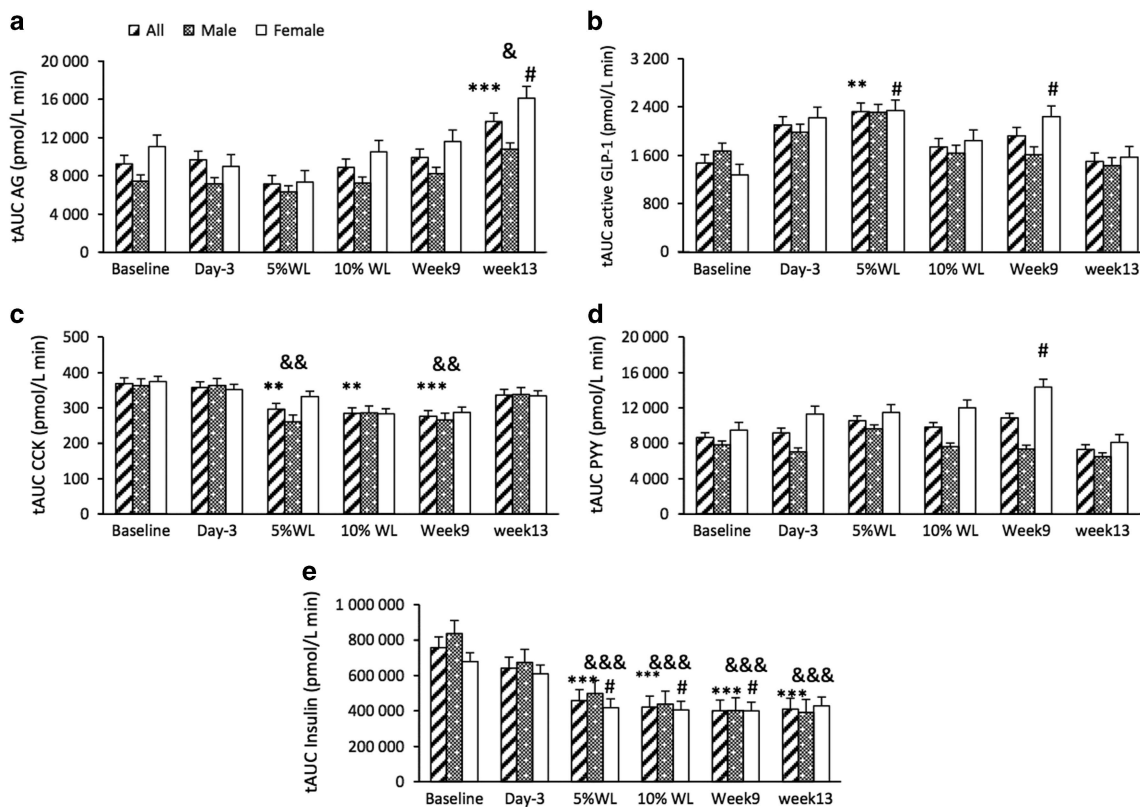 a
All Male Female
tAUC AG (pmol/L min)
20 000
16 000
12 000
8 000
4 000
0
&
*** #
Baseline Day-3 5%WL 10% WL Week9 week13
b
tAUC active GLP-1 (pmol/L min)
3 200
2 400
1 600
800
0
** # #
Baseline Day-3 5%WL 10% WL Week9 week13
c
tAUC CCK (pmol/L min)
500
400
300
200
100
0
&& &&
** ** ***
Baseline Day-3 5%WL 10% WL Week9 week13
d
tAUC PYY (pmol/L min)
20 000
16 000
12 000
8 000
4 000
0
#
Baseline Day-3 5%WL 10% WL Week9 week13
e
tAUC Insulin (pmol/L min)
1 000 000
800 000
600 000
400 000
200 000
0
&&& &&& &&& &&&
*** # *** # *** # ***
Baseline Day-3 5%WL 10% WL Week9 week13